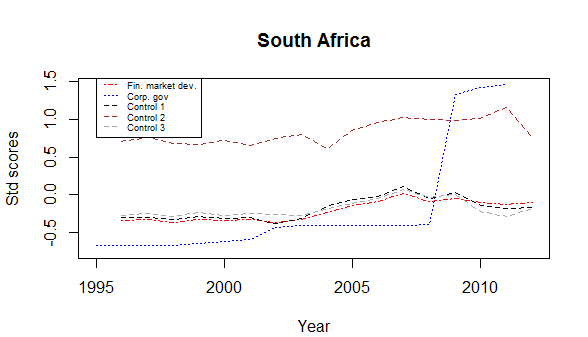 South Africa
Std scores
1.5
1.0
0.5
0.0
-0.5
Fin. market dev.
Corp. gov
Control 1
Control 2
Control 3
1995 2000 2005 2010
Year